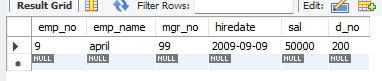 Result Grid Filter Rows: Edit:
emp_no emp_name mgr_no hiredate sal d_no
9 april 99 2009-09-09 50000 200
NULL NULL NULL NULL NULL NULL